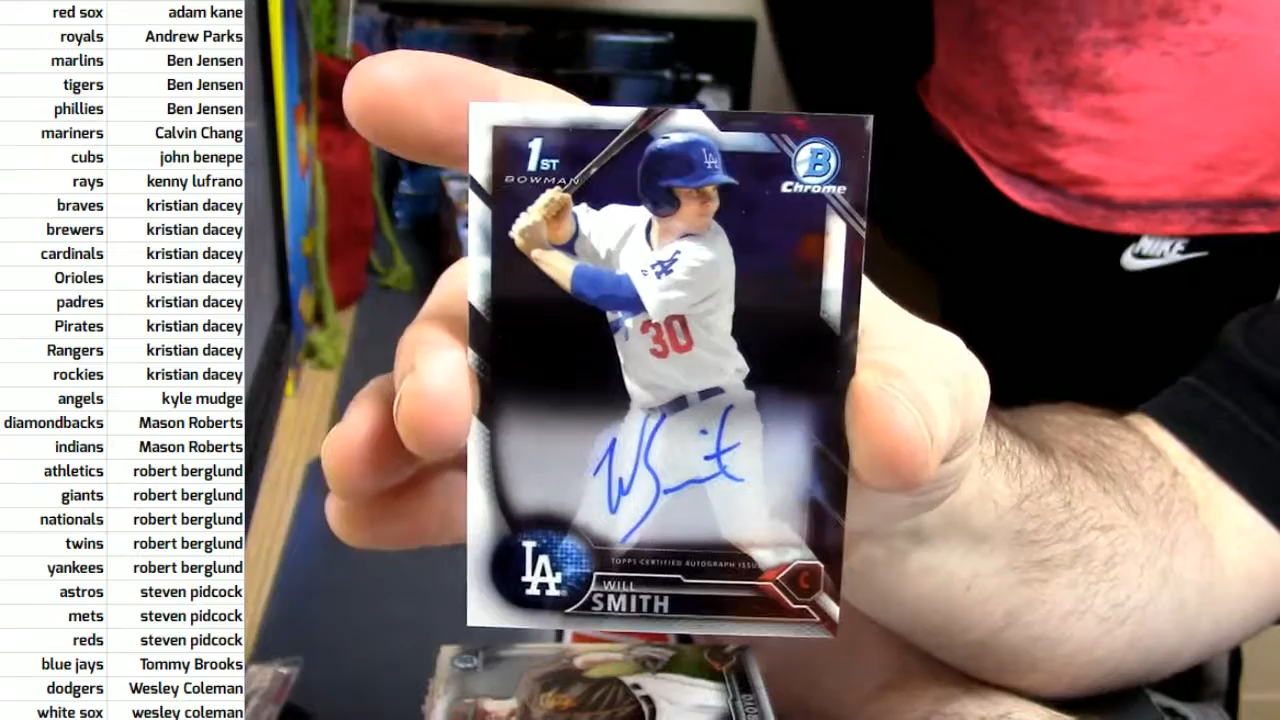 red sox adam kane
royals Andrew Parks
marlins Ben Jensen
tigers Ben Jensen
phillies Ben Jensen
mariners Calvin Chang
cubs john benepe
rays kenny lufrano
braves kristian dacey
brewers kristian dacey
cardinals kristian dacey
Orioles kristian dacey
padres kristian dacey
Pirates kristian dacey
Rangers kristian dacey
rockies kristian dacey
angels kyle mudge
diamondbacks Mason Roberts
indians Mason Roberts
athletics robert berglund
giants robert berglund
nationals robert berglund
twins robert berglund
yankees robert berglund
astros steven pidcock
mets steven pidcock
reds steven pidcock
blue jays Tommy Brooks
dodgers Wesley Coleman
white sox wesley coleman
1ST
BOWMAN
B
Chrome
LA
30
W Smit
TOPPS CERTIFIED AUTOGRAPH ISSUE
LA
WILL
SMITH
C
NIKE